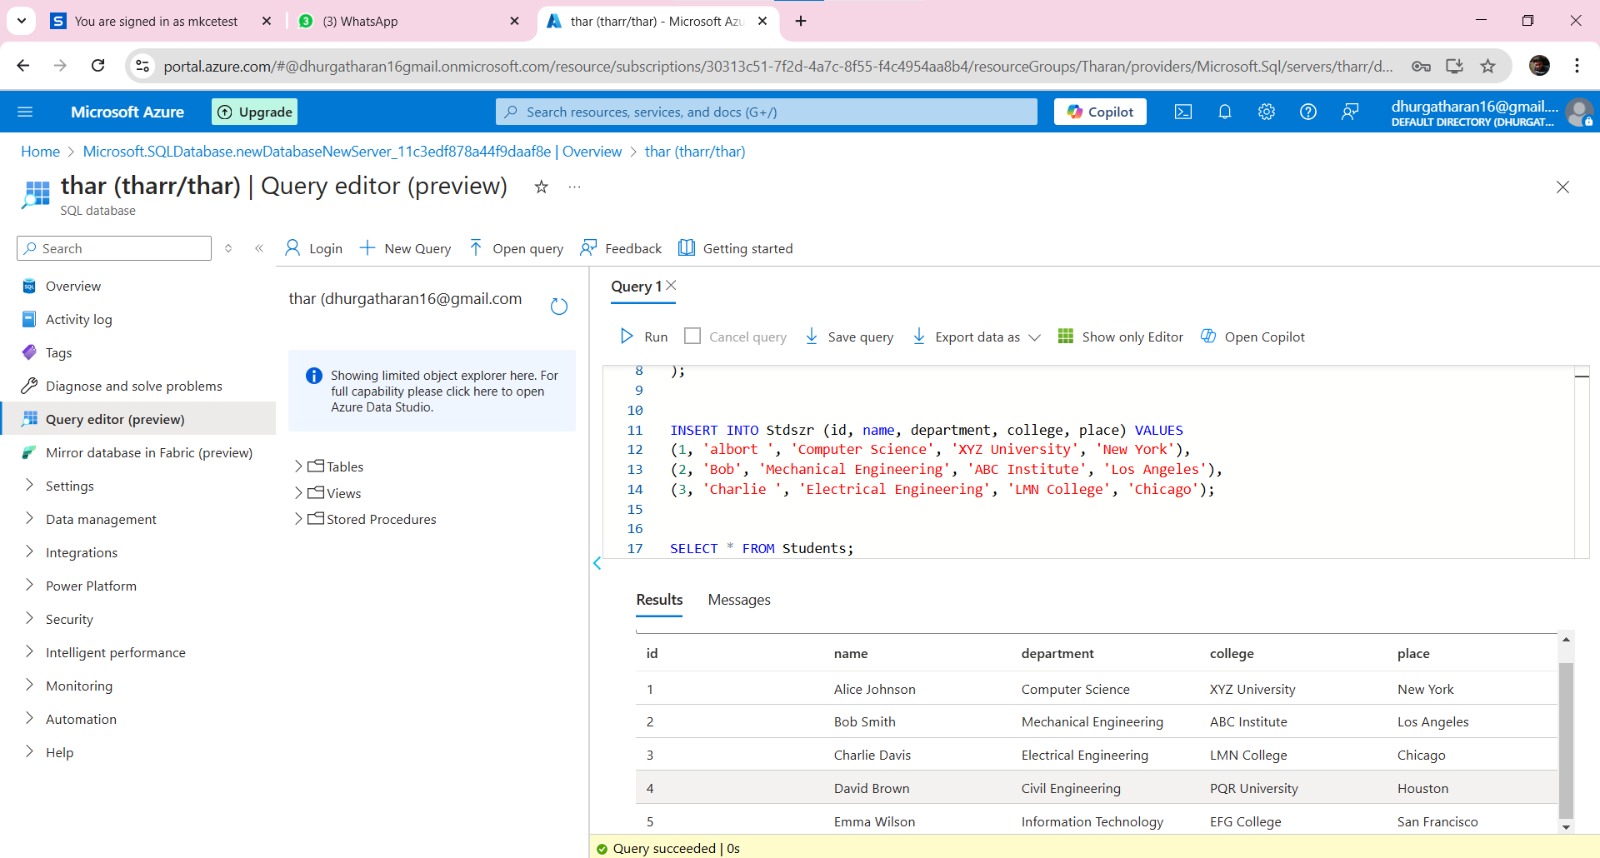 You are signed in as mkcetest
3 (3) WhatsApp
thar (tharr/thar) - Microsoft Azu
portal.azure.com/#@dhurgatharan16gmail.onmicrosoft.com/resource/subscriptions/30313c51-7f2d-4a7c-8f55-f4c4954aa8b4/resourceGroups/Tharan/providers/Microsoft.Sql/servers/tharr/d...
Microsoft Azure
Upgrade
Search resources, services, and docs (G+/)
Copilot
dhurgatharan16@gmail....
DEFAULT DIRECTORY (DHURGAT...
Home > Microsoft.SQLDatabase.newDatabaseNewServer_11c3edf878a44f9daaf8e | Overview > thar (tharr/thar)
thar (tharr/thar) | Query editor (preview) ...
SQL database
Search
Login New Query Open query Feedback Getting started
Overview
Activity log
Tags
Diagnose and solve problems
Query editor (preview)
Mirror database in Fabric (preview)
Settings
Data management
Integrations
Power Platform
Security
Intelligent performance
Monitoring
Automation
Help
thar (dhurgatharan16@gmail.com
Showing limited object explorer here. For
full capability please click here to open
Azure Data Studio.
Tables
Views
Stored Procedures
Query 1
Run Cancel query Save query Export data as Show only Editor Open Copilot
8 );
9
10
11 INSERT INTO Stdszr (id, name, department, college, place) VALUES
12 (1, 'albort ', 'Computer Science', 'XYZ University', 'New York'),
13 (2, 'Bob', 'Mechanical Engineering', 'ABC Institute', 'Los Angeles'),
14 (3, 'Charlie ', 'Electrical Engineering', 'LMN College', 'Chicago');
15
16
17 SELECT * FROM Students;
Results Messages
id name department college place
1 Alice Johnson Computer Science XYZ University New York
2 Bob Smith Mechanical Engineering ABC Institute Los Angeles
3 Charlie Davis Electrical Engineering LMN College Chicago
4 David Brown Civil Engineering PQR University Houston
5 Emma Wilson Information Technology EFG College San Francisco
Query succeeded | 0s